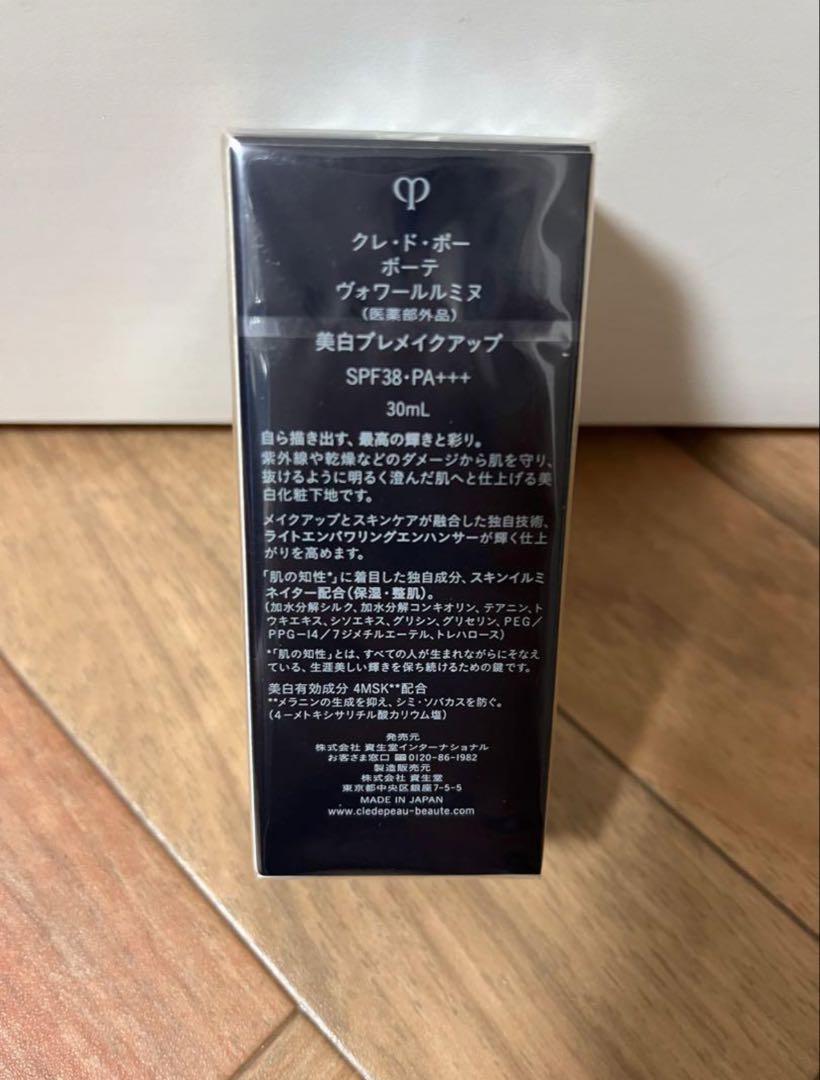 クレ・ド・ポー
ボーテ
ヴォワールルミヌ
(医薬部外品)
美白プレメイクアップ
SPF38・PA+++
30mL
自ら描き出す、最高の輝きと彩り。
紫外線や乾燥などのダメージから肌を守り、
抜けるように明るく澄んだ肌へと仕上げる美
白化粧下地です。
メイクアップとスキンケアが融合した独自技術、
ライトエンパワリングエンハンサーが輝く仕上
がりを高めます。
「肌の知性*」に着目した独自成分、スキンイルミ
ネイター配合(保湿・整肌)。
(加水分解シルク、加水分解コンキオリン、テアニン、ト
ウキエキス、シソエキス、グリシン、グリセリン、PEG/
PPG-14/7ジメチルエーテル、トレハロース)
*「肌の知性」とは、すべての人が生まれながらにそなえ
ている、生涯美しい輝きを保ち続けるための鍵です。
美白有効成分 4MSK**配合
**メラニンの生成を抑え、シミ・ソバカスを防ぐ。
(4-メトキシサリチル酸カリウム塩)
発売元
株式会社 資生堂インターナショナル
お客さま窓口 0120-86-1982
製造販売元
株式会社 資生堂
東京都中央区銀座7-5-5
MADE IN JAPAN
www.cledepeau-beaute.com